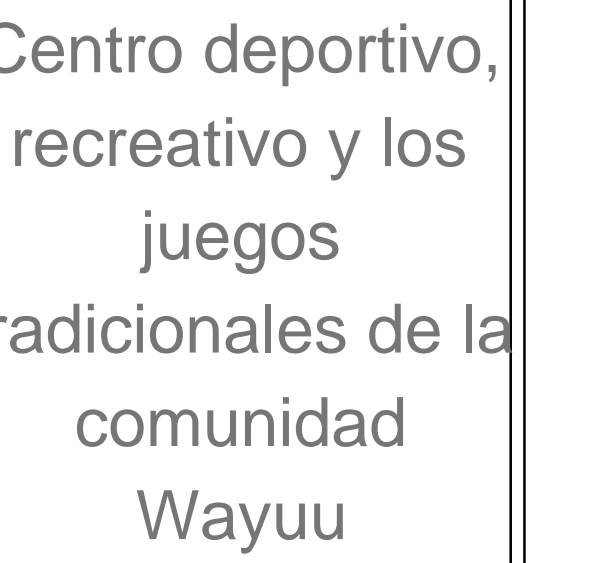 Centro deportivo,
recreativo y los
juegos
radicionales de la
comunidad
Wayuu